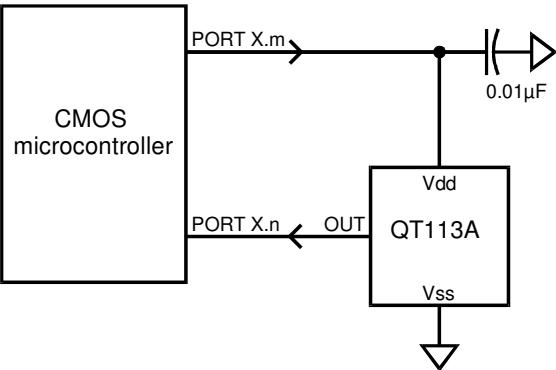 PORT X.m
CMOS
microcontroller
0.01µF
Vdd
PORT X.n
OUT
QT113A
Vss